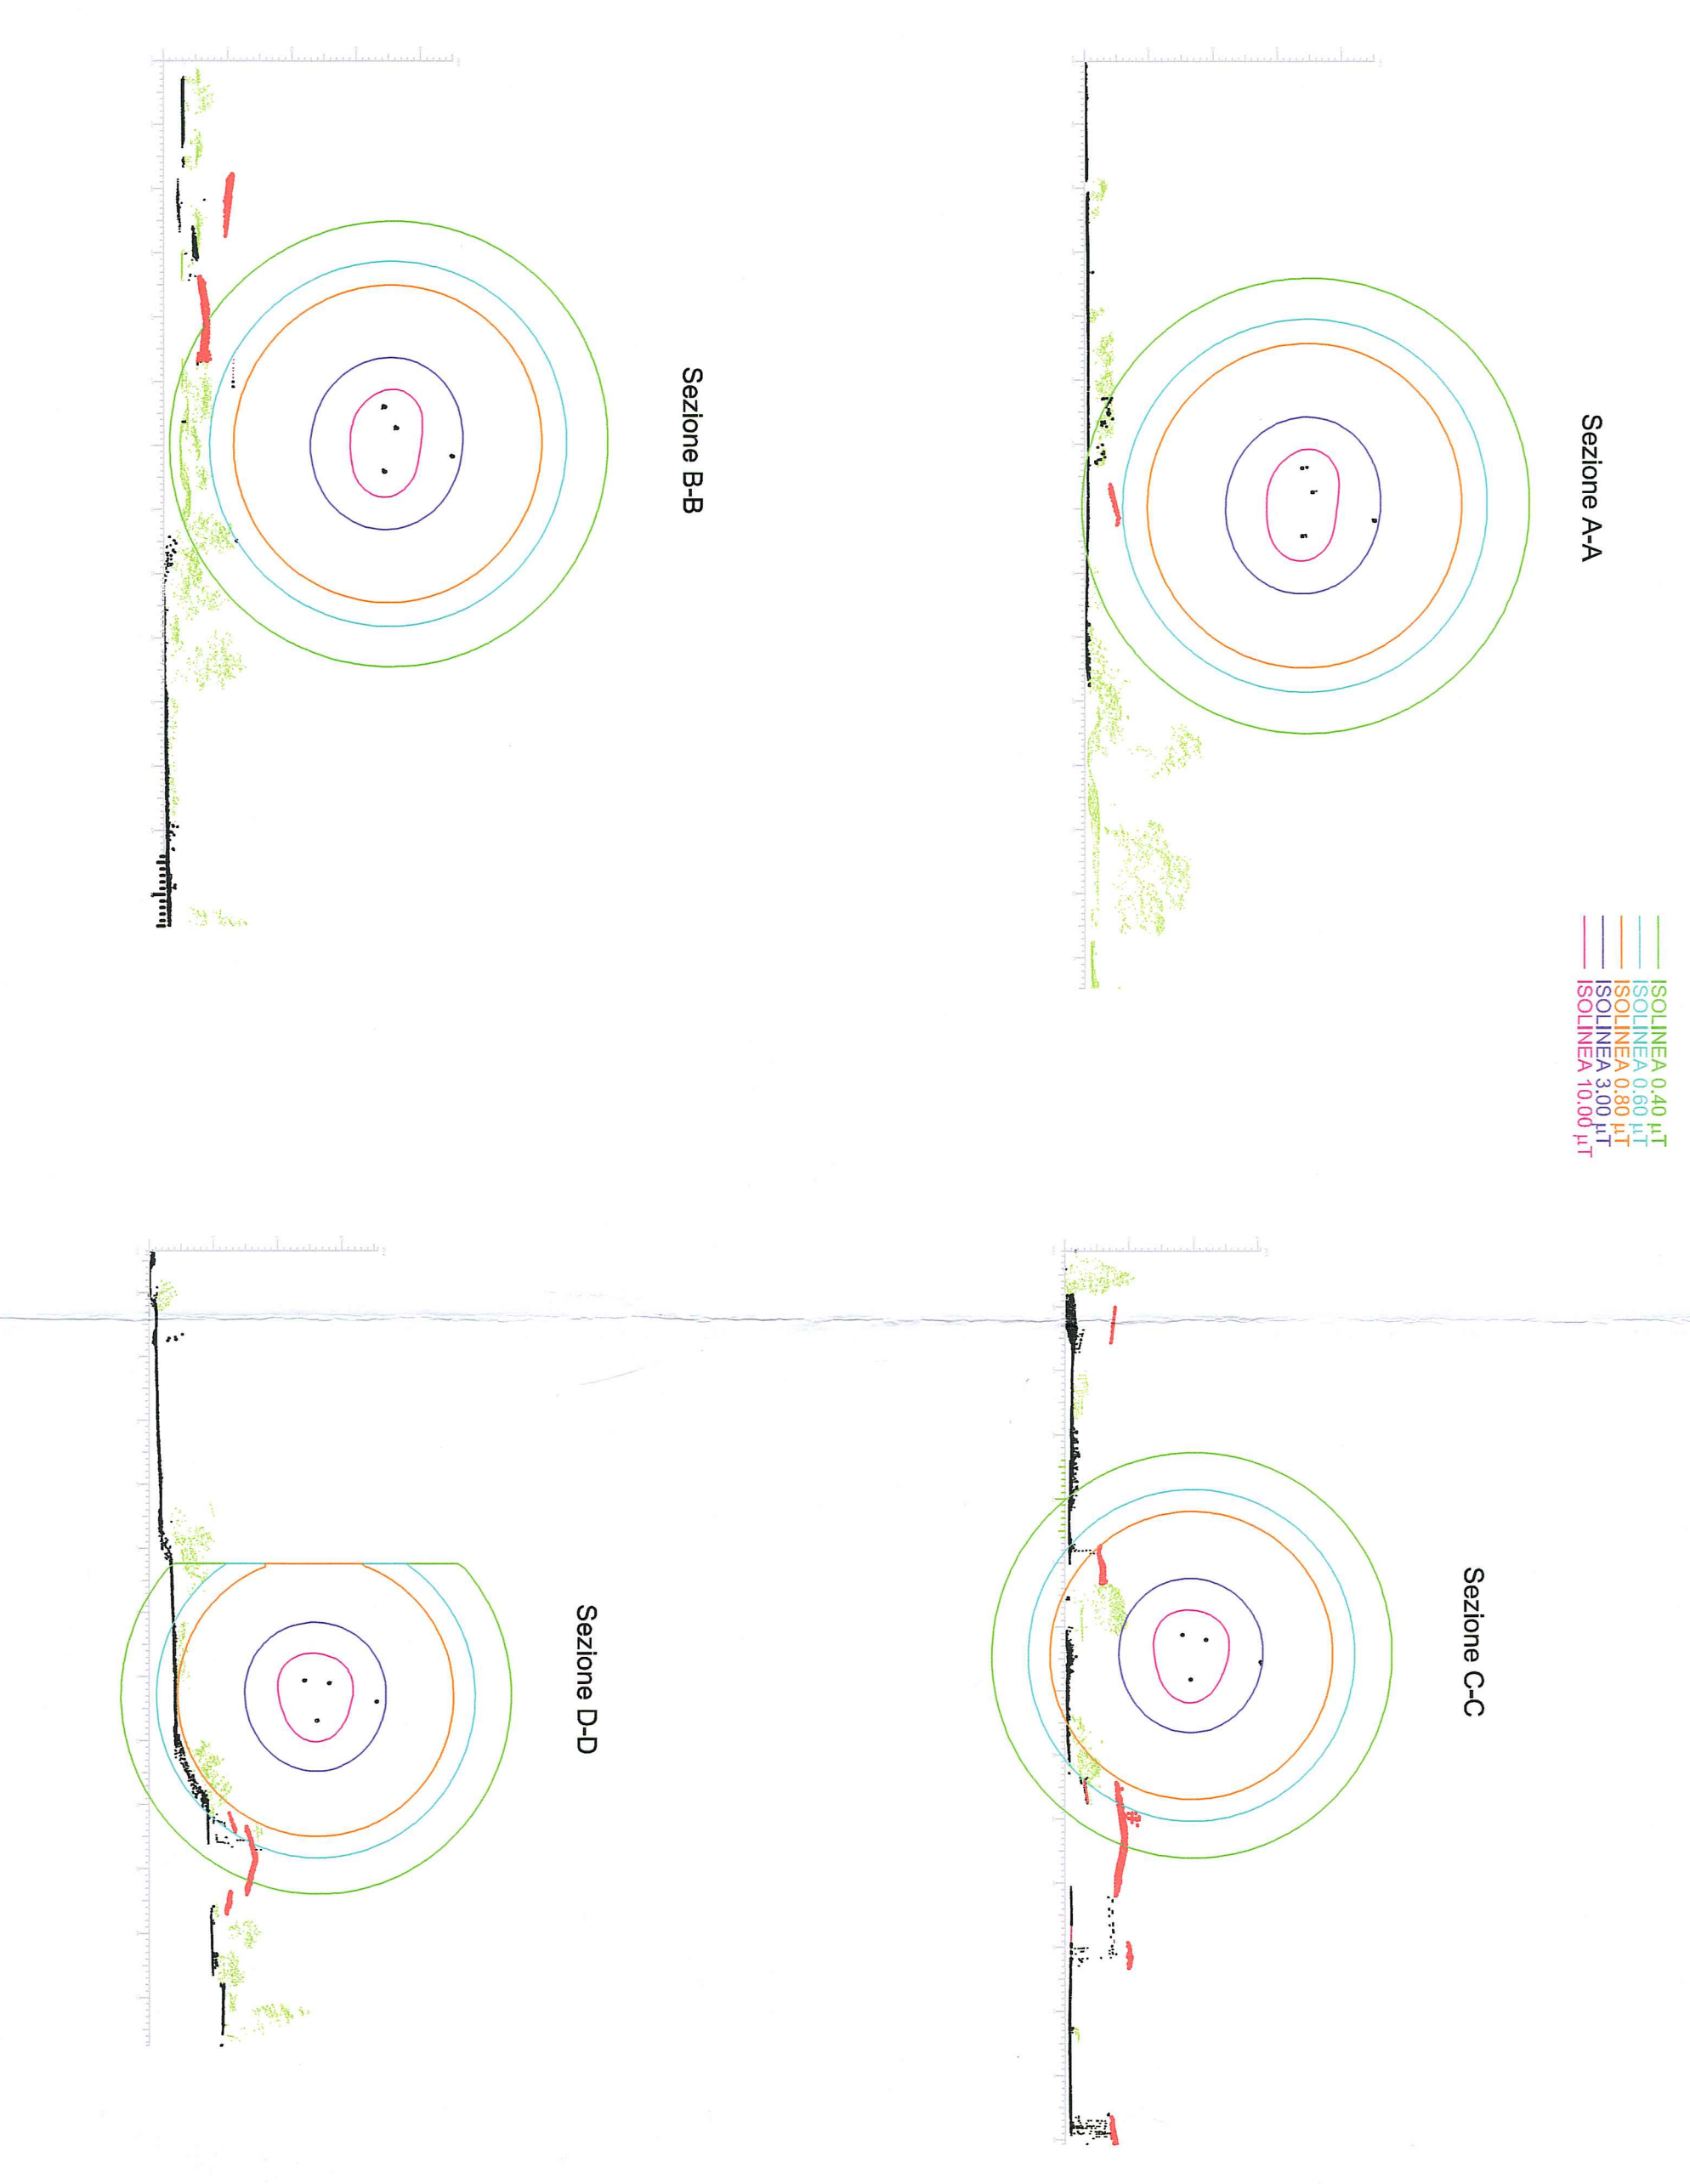 ISOLINEA 0.40 µT
ISOLINEA 0.60 µT
ISOLINEA 0.80 µT
ISOLINEA 3.00 µT
ISOLINEA 10.00 µT
Sezione A-A
Sezione B-B
Sezione C-C
Sezione D-D